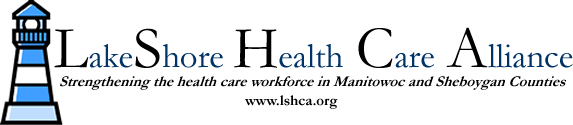 LakeShore Health Care Alliance
Strengthening the health care workforce in Manitowoc and Sheboygan Counties
www.lshca.org